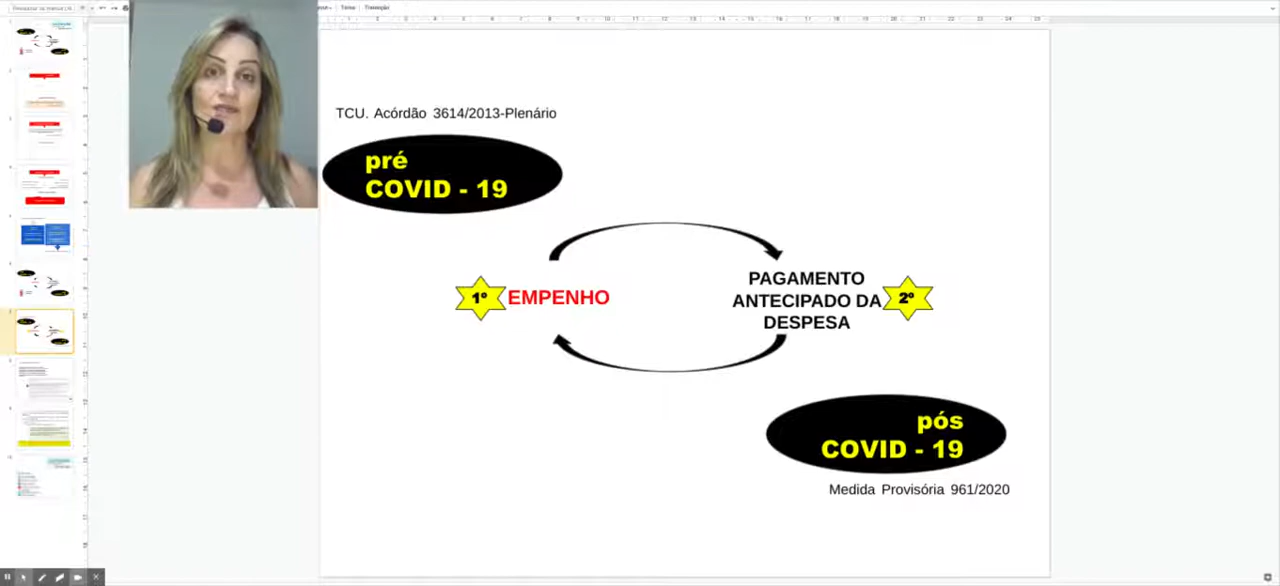 TCU. Acórdão 3614/2013-Plenário
pré
COVID - 19
1º EMPENHO
PAGAMENTO
ANTECIPADO DA
DESPESA
2º
pós
COVID - 19
Medida Provisória 961/2020